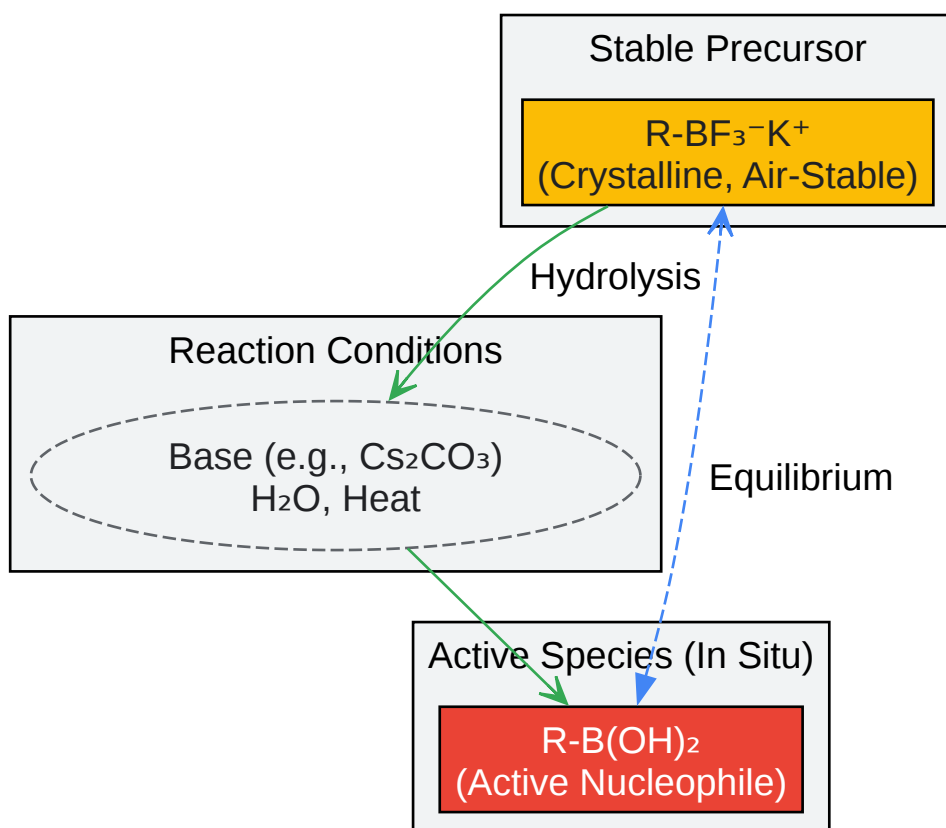 Stable Precursor
R-BF₃⁻K⁺
(Crystalline, Air-Stable)
Hydrolysis
Reaction Conditions
Base (e.g., Cs₂CO₃)
H₂O, Heat
Equilibrium
Active Species (In Situ)
R-B(OH)₂
(Active Nucleophile)